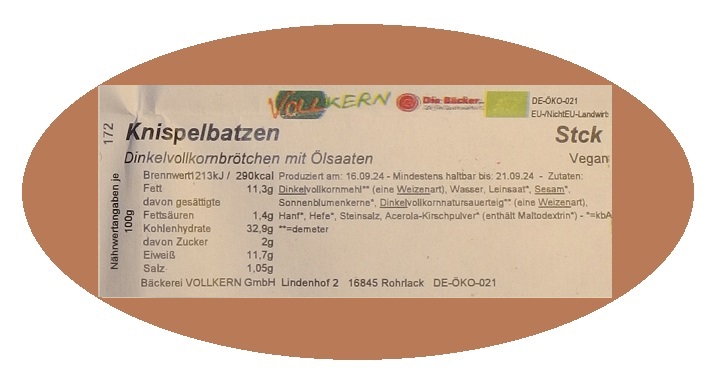 VOLLKERN Die Bäcker. DE-ÖKO-021
EU/NichtEU-Landwirt
172 Knispelbatzen Stck
Dinkelvollkornbrötchen mit Ölsaaten Vegan
Nährwertangaben je
100g
Brennwert1213kJ / 290kcal
Fett 11,3g
davon gesättigte
Fettsäuren 1,4g
Kohlenhydrate 32,9g
davon Zucker 2g
Eiweiß 11,7g
Salz 1,05g
Produziert am: 16.09.24 - Mindestens haltbar bis: 21.09.24 - Zutaten:
Dinkelvollkornmehl** (eine Weizenart), Wasser, Leinsaat*, Sesam*,
Sonnenblumenkerne*, Dinkelvollkornnatursauerteig** (eine Weizenart),
Hanf*, Hefe*, Steinsalz, Acerola-Kirschpulver* (enthält Maltodextrin*) - *=kbA
**=demeter
Bäckerei VOLLKERN GmbH Lindenhof 2 16845 Rohrlack DE-ÖKO-021